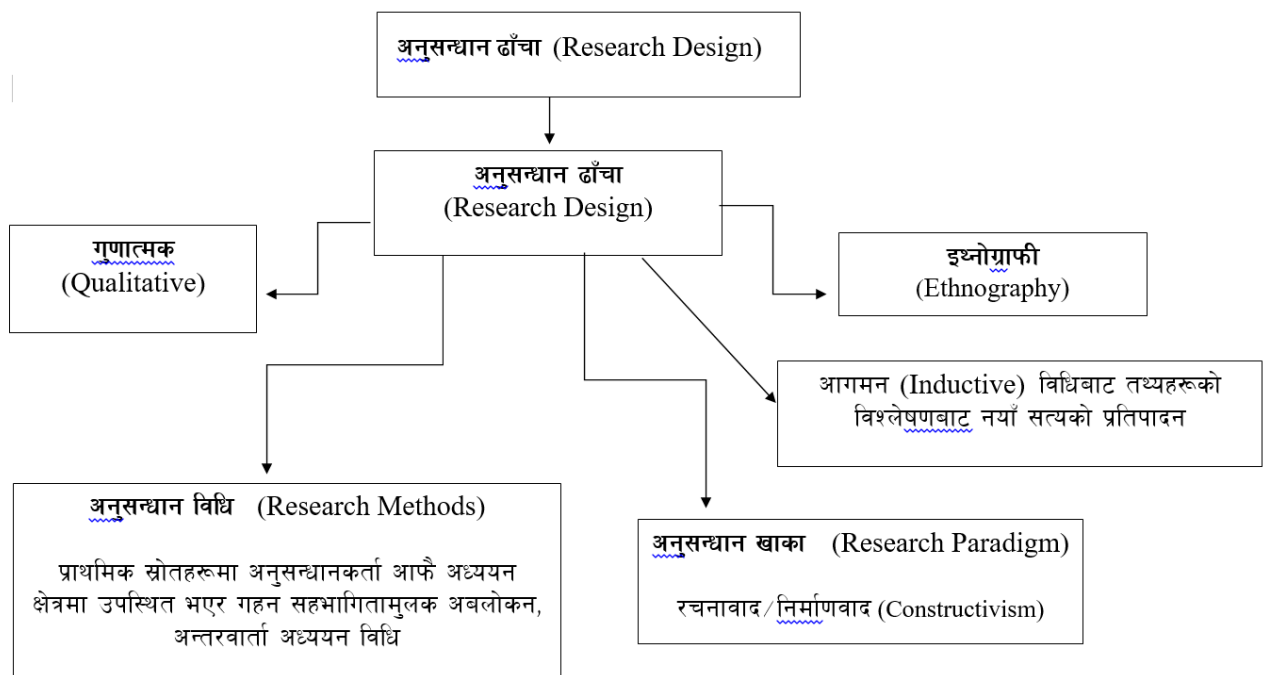 अनुसन्धान ढाँचा (Research Design)
अनुसन्धान ढाँचा
(Research Design)
गुणात्मक
(Qualitative)
इथ्नोग्राफी
(Ethnography)
आगमन (Inductive) विधिबाट तथ्यहरूको
विश्लेषणबाट नयाँ सत्यको प्रतिपादन
अनुसन्धान विधि (Research Methods)
प्राथमिक स्रोतहरूमा अनुसन्धानकर्ता आफै अध्ययन
क्षेत्रमा उपस्थित भएर गहन सहभागितामुलक अबलोकन,
अन्तरवार्ता अध्ययन विधि
अनुसन्धान खाका (Research Paradigm)
रचनावाद/निर्माणवाद (Constructivism)